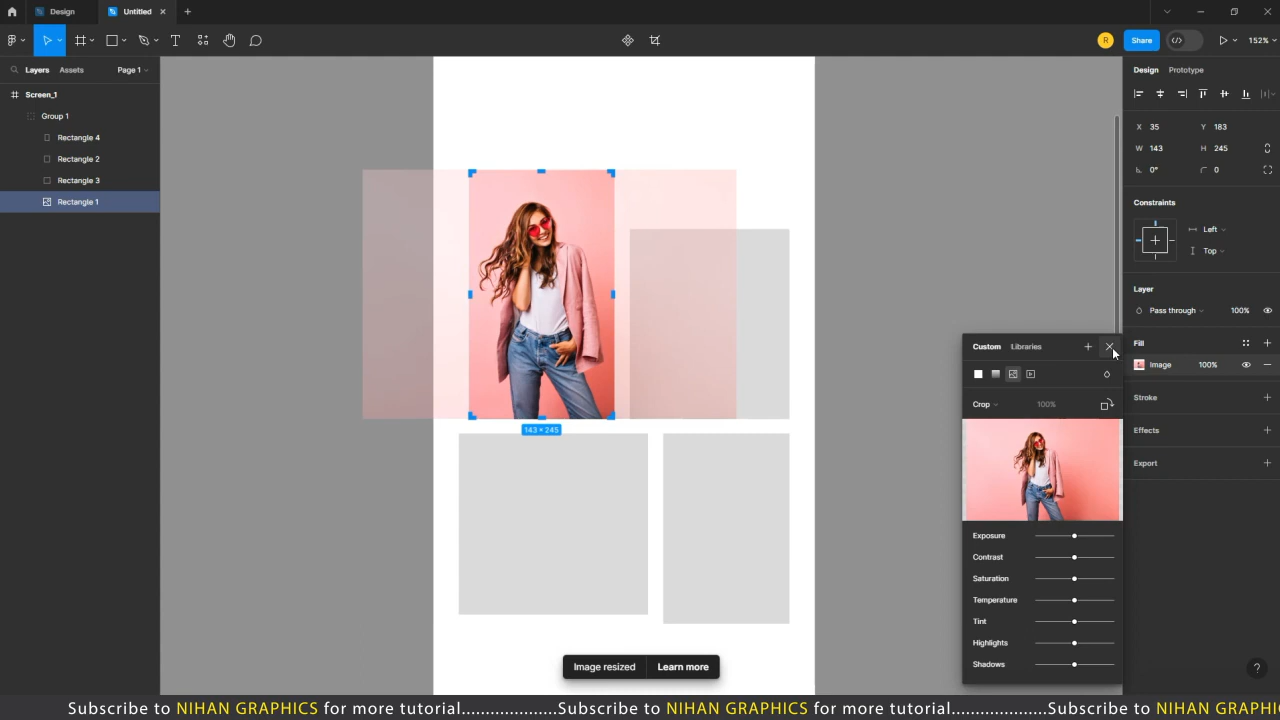 Design
Untitled
Share
152%
Layers
Assets
Page 1
Screen_1
Group 1
Rectangle 4
Rectangle 2
Rectangle 3
Rectangle 1
143 × 245
Image resized
Learn more
Design
Prototype
X 35
Y 183
W 143
H 245
0°
0
Constraints
Left
Top
Layer
Pass through
100%
Fill
Image
100%
Stroke
Effects
Export
Custom
Libraries
Crop
100%
Exposure
Contrast
Saturation
Temperature
Tint
Highlights
Shadows
R
?
Subscribe to NIHAN GRAPHICS for more tutorial..................Subscribe to NIHAN GRAPHICS for more tutorial...................Subscribe to NIHAN GRAPHI